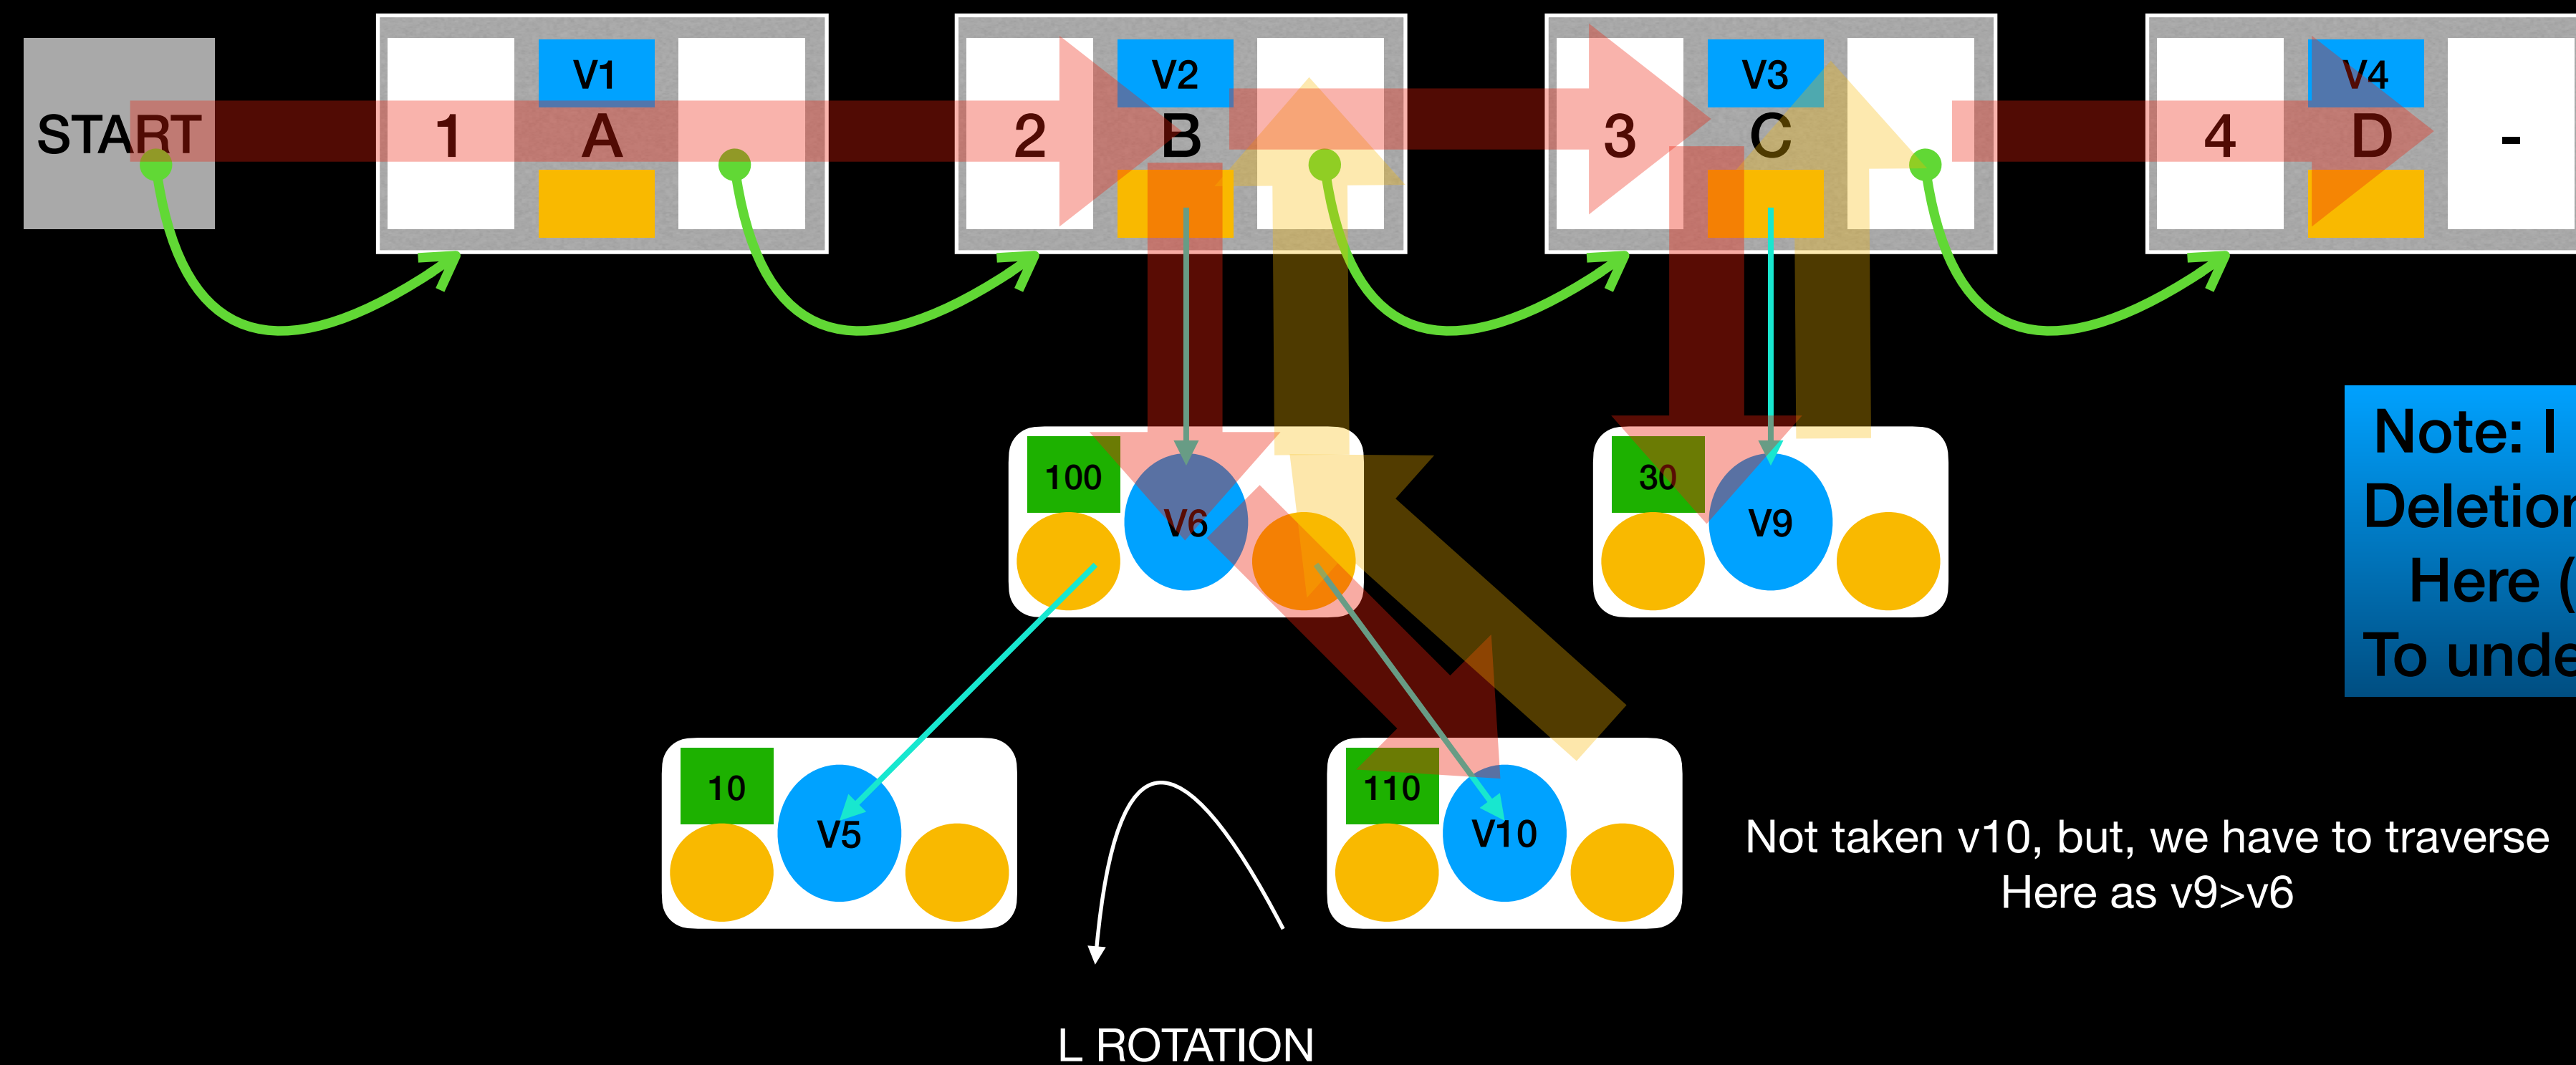 START
1
V1
A
2
V2
B
3
V3
C
4
V4
D
-
100
V6
30
V9
Note: I
Deletion
Here (
To unde
10
V5
110
V10
Not taken v10, but, we have to traverse
Here as v9>v6
L ROTATION